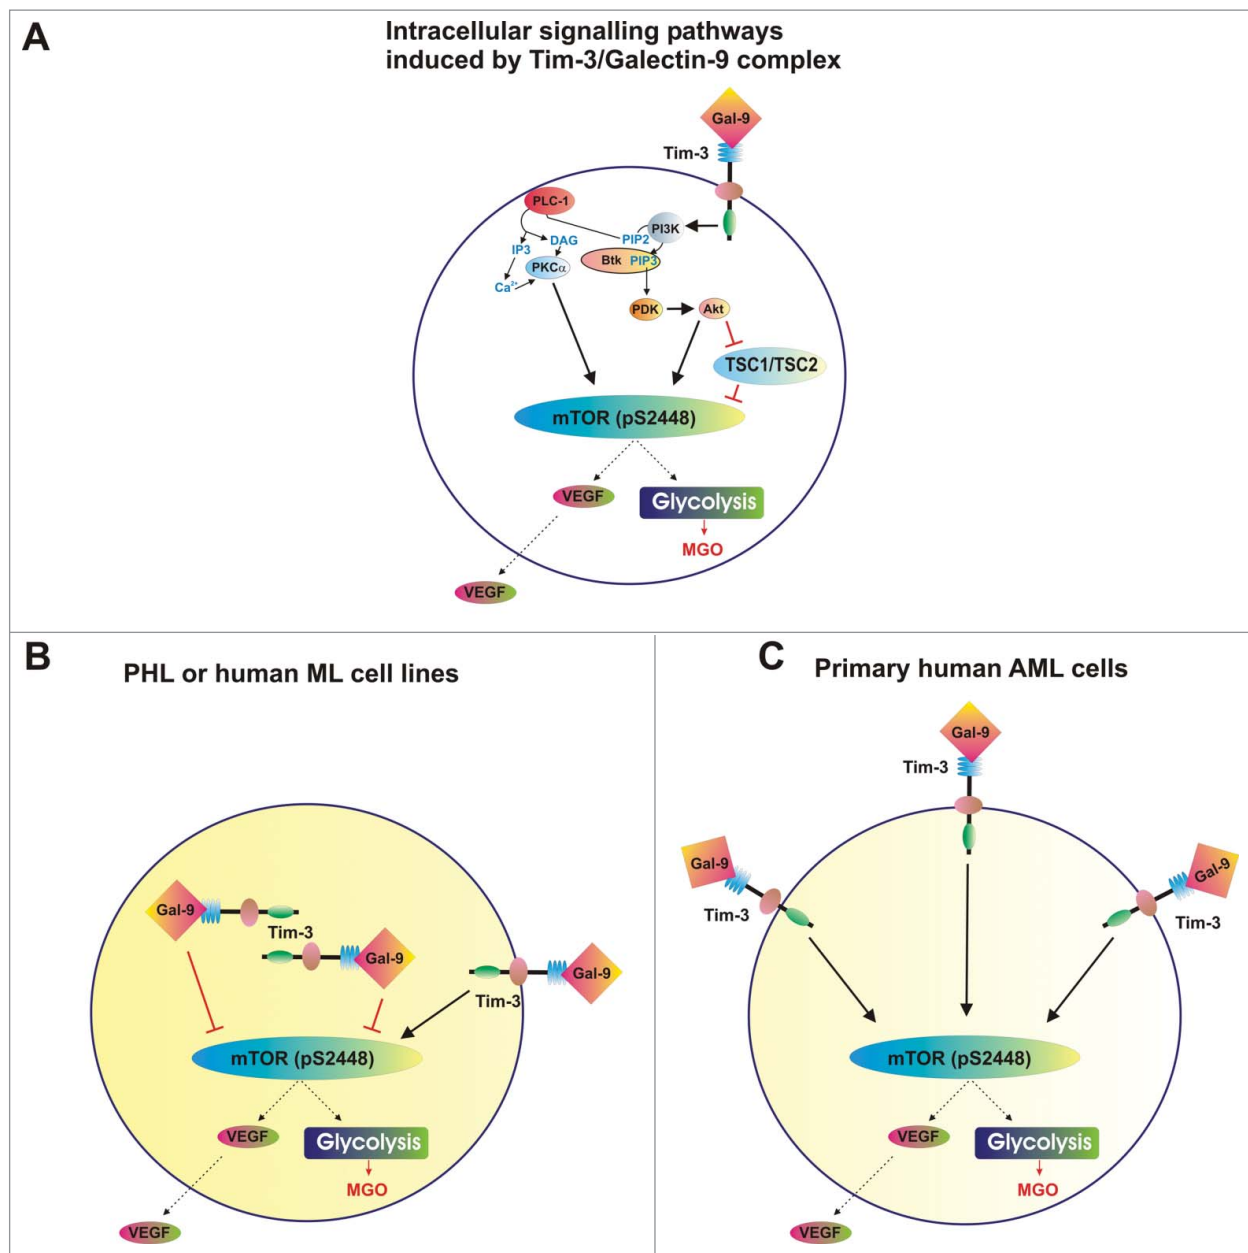 A
Intracellular signalling pathways
induced by Tim-3/Galectin-9 complex
Gal-9
Tim-3
PLC-1
PI3K
PIP2
DAG
IP3
Btk PIP3
PKCα
Ca²⁺
PDK
Akt
TSC1/TSC2
mTOR (pS2448)
VEGF
Glycolysis
MGO
VEGF
B
PHL or human ML cell lines
Gal-9
Tim-3
Gal-9
Gal-9
Tim-3
mTOR (pS2448)
VEGF
Glycolysis
MGO
VEGF
C
Primary human AML cells
Gal-9
Tim-3
Gal-9
Tim-3
Gal-9
Tim-3
mTOR (pS2448)
VEGF
Glycolysis
MGO
VEGF